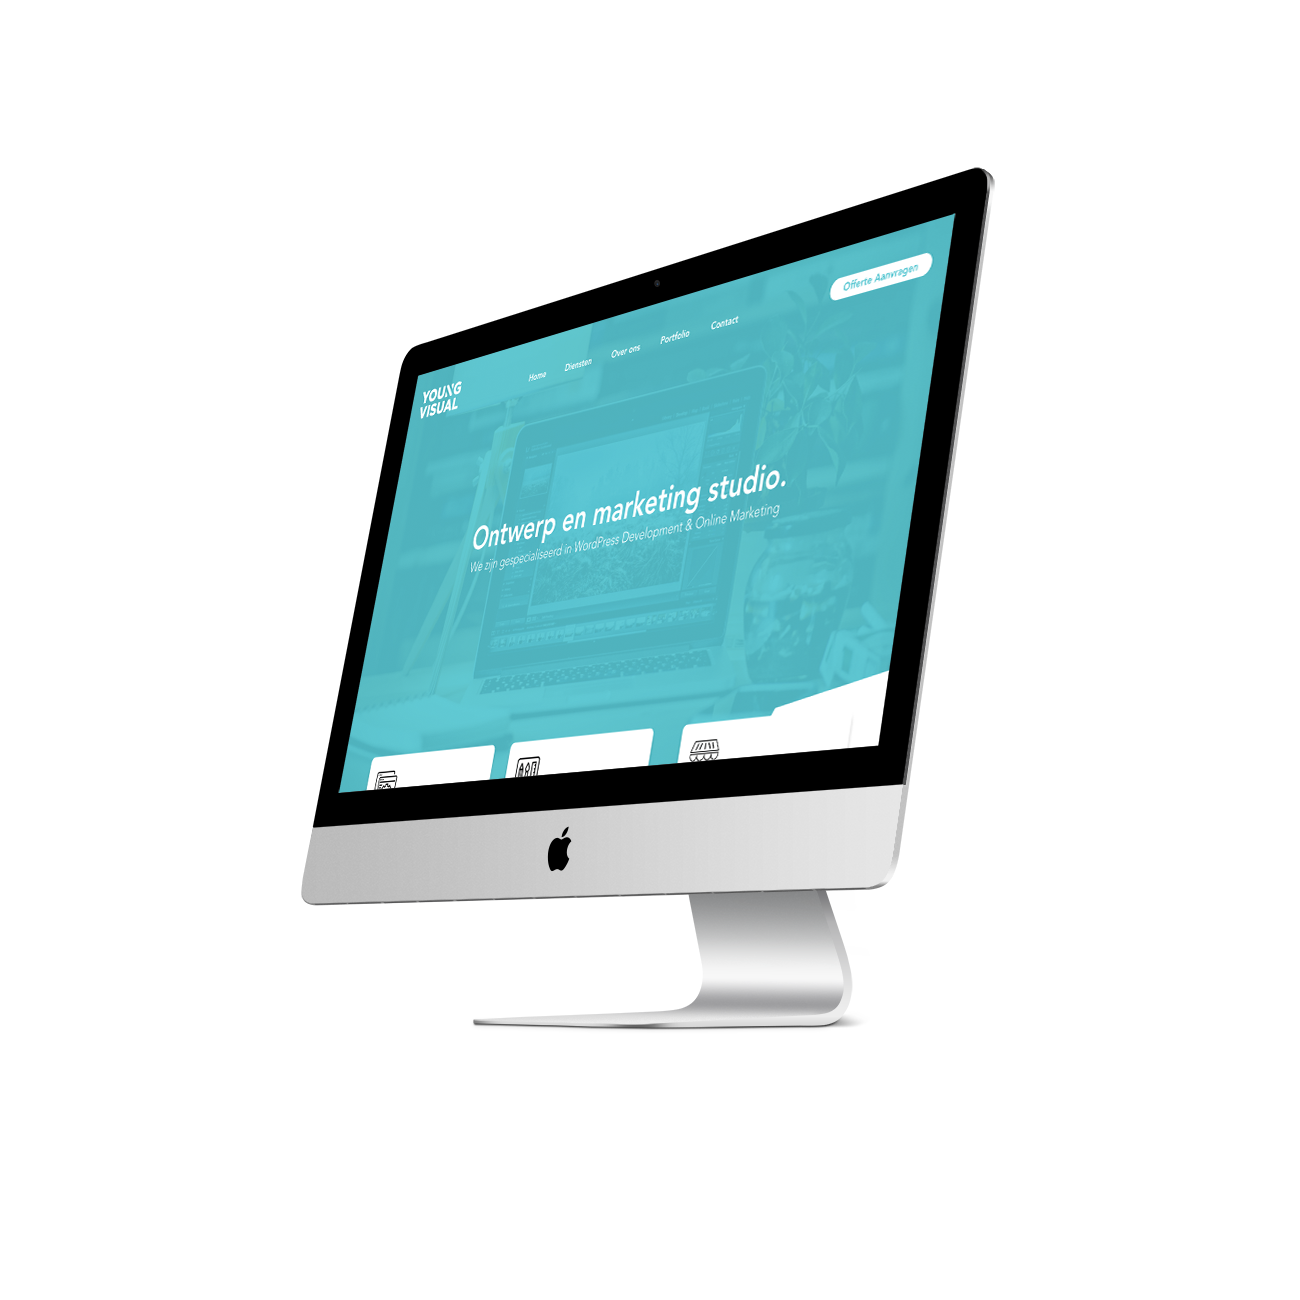 Offerte Aanvragen
Home Diensten Over ons Portfolio Contact
YOUNG
VISUAL
Ontwerp en marketing studio.
We zijn gespecialiseerd in WordPress Development & Online Marketing